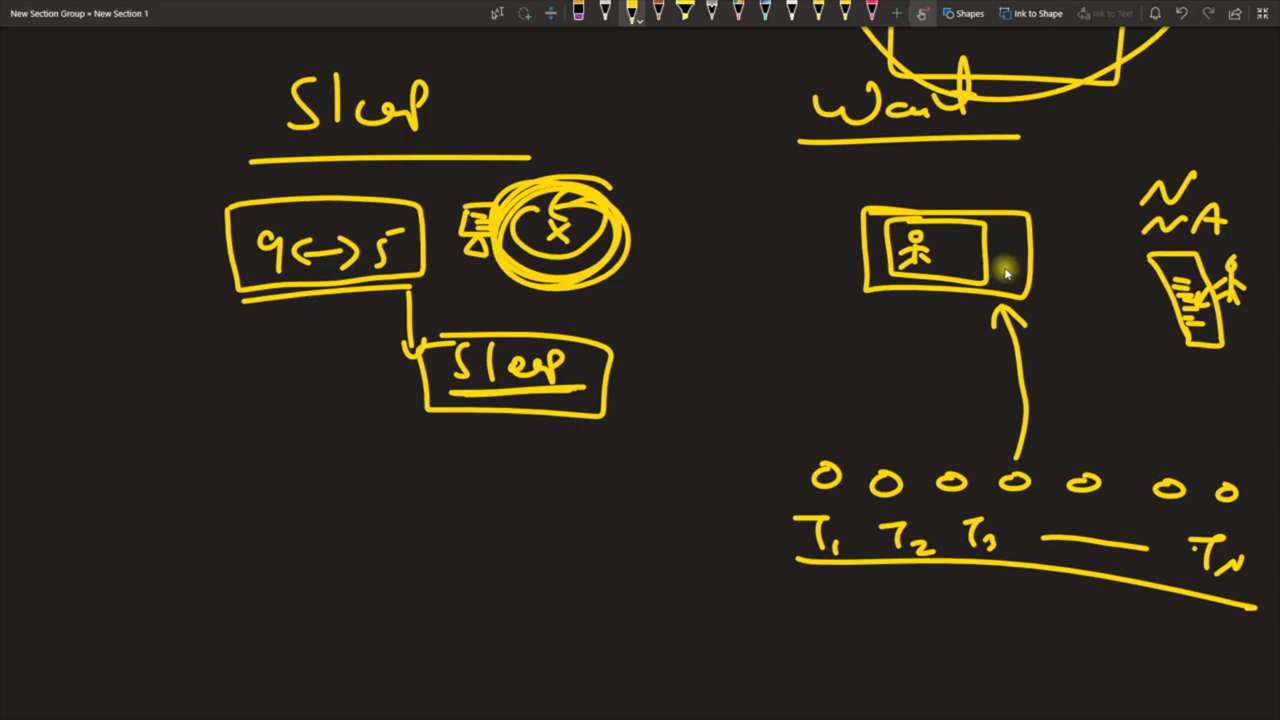 New Section Group » New Section 1
Shapes
Ink to Shape
Ink to Text
Sleep
Wait
9 ↔ 5
x
Sleep
N
NA
T1 T2 T3 — TN